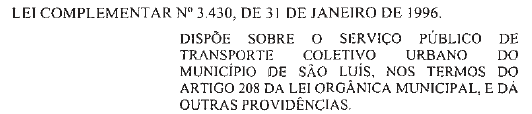 LEI COMPLEMENTAR Nº 3.430, DE 31 DE JANEIRO DE 1996.
DISPÕE SOBRE O SERVIÇO PÚBLICO DE
TRANSPORTE COLETIVO URBANO DO
MUNICÍPIO DE SÃO LUÍS, NOS TERMOS DO
ARTIGO 208 DA LEI ORGÂNICA MUNICIPAL, E DÁ
OUTRAS PROVIDÊNCIAS.